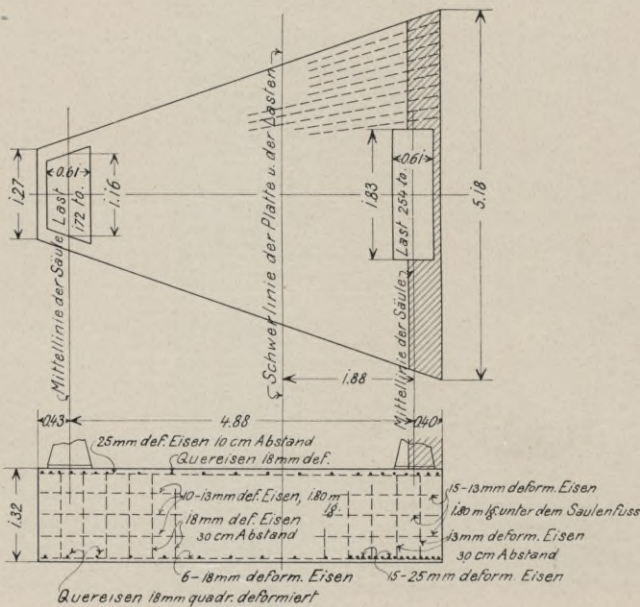 1.27
0.61
Last
172 to.
1.16
Mittellinie der Säule
Schwerlinie der Platte u. der Lasten
1.83
0.61
Last 254 to.
Mittellinie der Säule
5.18
1.88
0.43
4.88
0.40
25mm def. Eisen 10 cm Abstand
Quereisen 18mm def.
1.32
10-13mm def. Eisen, 1.80 m
lg.
18mm def. Eisen
30 cm Abstand
15-13mm deform. Eisen
1.80 m lg. unter dem Saulenfuss
13mm deform. Eisen
30 cm Abstand
6-18mm deform. Eisen
15-25mm deform. Eisen
Quereisen 18mm quadr. deformiert